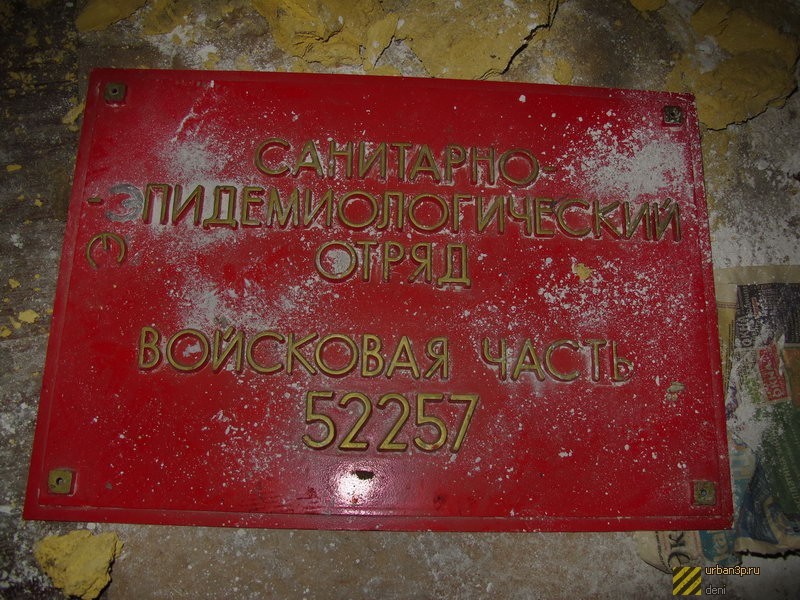 САНИТАРНО-
-ЭПИДЕМИОЛОГИЧЕСКИЙ
Э
ОТРЯД
ВОЙСКОВАЯ ЧАСТЬ
52257
urban3p.ru
deni